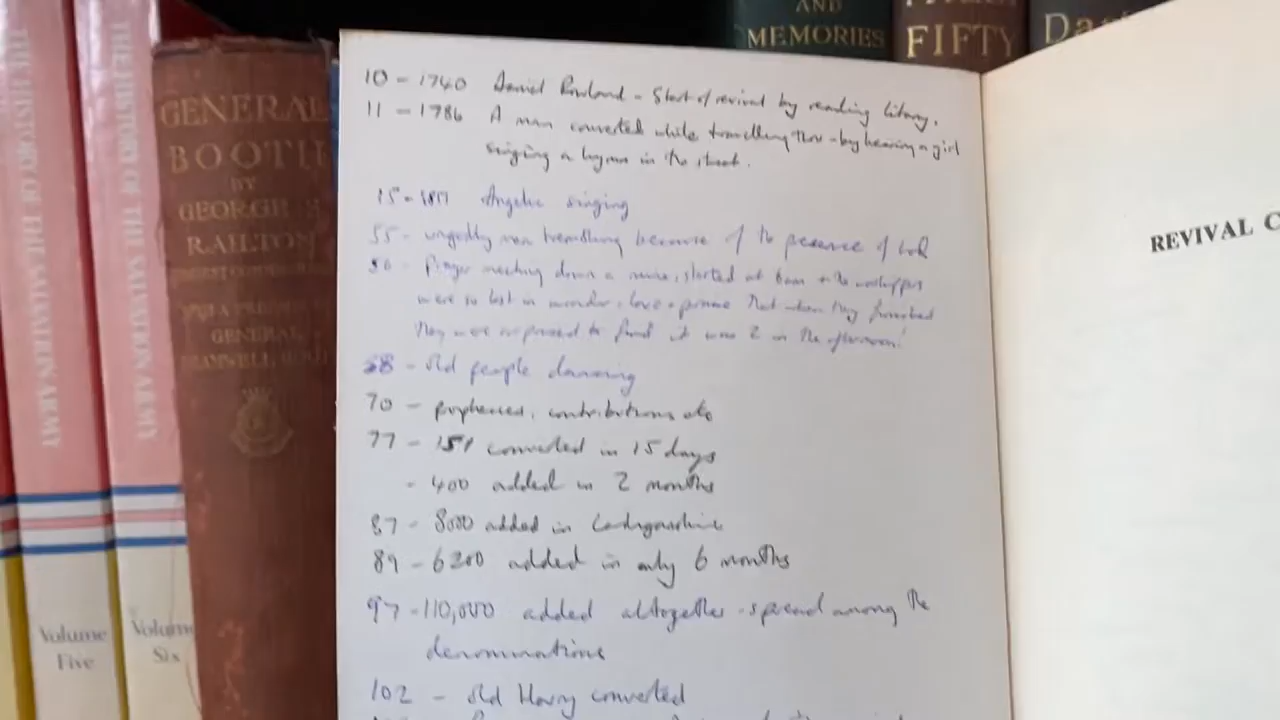 THE HISTORY OF THE SALVATION ARMY
Volume
Five
THE HISTORY OF THE SALVATION ARMY
Volume
Six
GENERAL
BOOTH
BY
GEORGE S.
RAILTON
GENERAL
AND
MEMORIES
FIFTY
10 - 1740 Daniel Rowland - Start of revival by reading litany.
11 - 1786 A man converted while travelling thro - by hearing a girl
singing a hymn in the street.
15 - 1817 Angelic singing
55 - ungodly men trembling because of the presence of God
56 - Prayer meeting down a mine, started at 6am + the worshippers
were so lost in wonder, love + praise that when they finished
they were surprised to find it was 2 in the afternoon!
58 - old people dancing
70 - prophecies, contributions etc
77 - 151 converted in 15 days
- 400 added in 2 months
87 - 8000 added in Cardiganshire
89 - 6200 added in only 6 months
97 - 110,000 added altogether - spread among the
denominations
102 - old Harry converted
REVIVAL C